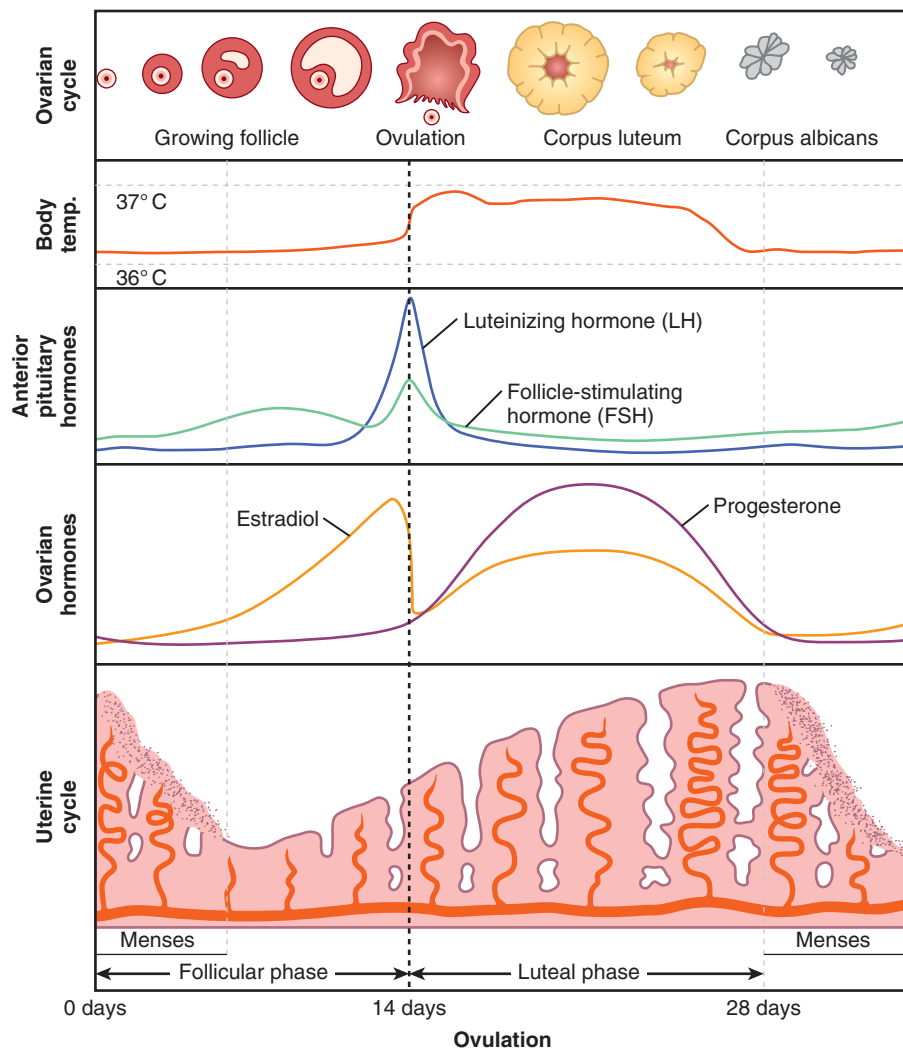 Ovarian
cycle
Growing follicle
Ovulation
Corpus luteum
Corpus albicans
Body
temp.
37° C
36° C
Anterior
pituitary
hormones
Luteinizing hormone (LH)
Follicle-stimulating
hormone (FSH)
Ovarian
hormones
Estradiol
Progesterone
Uterine
cycle
Menses
Menses
Follicular phase
Luteal phase
0 days
14 days
28 days
Ovulation